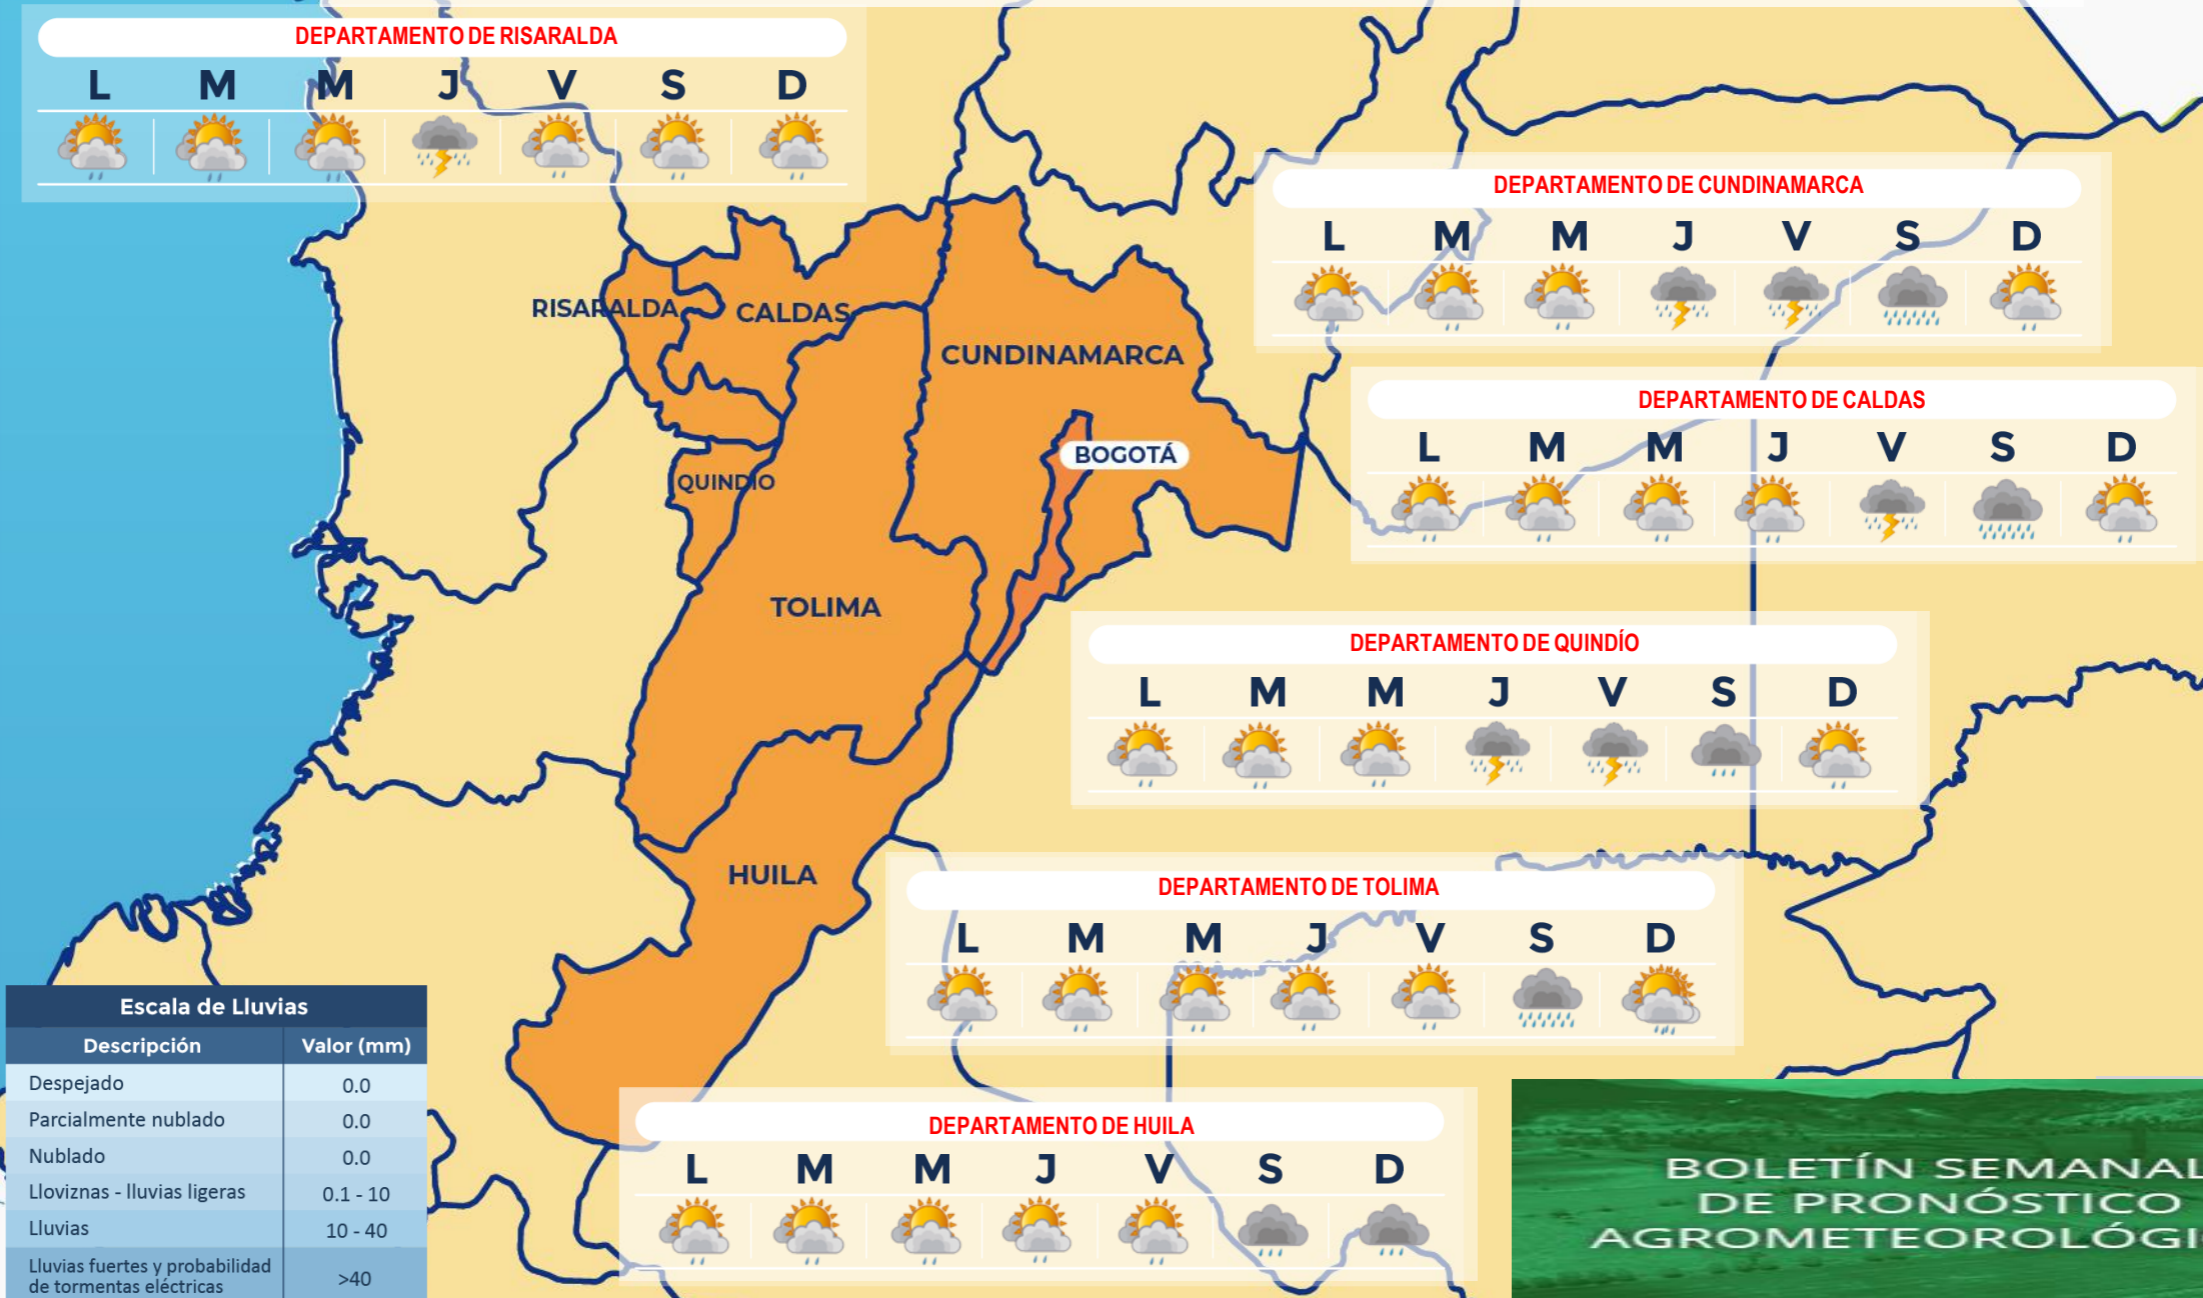 DEPARTAMENTO DE RISARALDA
L M M J V S D
DEPARTAMENTO DE CUNDINAMARCA
L M M J V S D
RISARALDA
CALDAS
CUNDINAMARCA
DEPARTAMENTO DE CALDAS
L M M J V S D
BOGOTÁ
QUINDÍO
TOLIMA
DEPARTAMENTO DE QUINDÍO
L M M J V S D
HUILA
DEPARTAMENTO DE TOLIMA
L M M J V S D
DEPARTAMENTO DE HUILA
L M M J V S D
Escala de Lluvias
Descripción Valor (mm)
Despejado 0.0
Parcialmente nublado 0.0
Nublado 0.0
Lloviznas - lluvias ligeras 0.1 - 10
Lluvias 10 - 40
Lluvias fuertes y probabilidad
de tormentas eléctricas >40
BOLETÍN SEMANAL
DE PRONÓSTICO